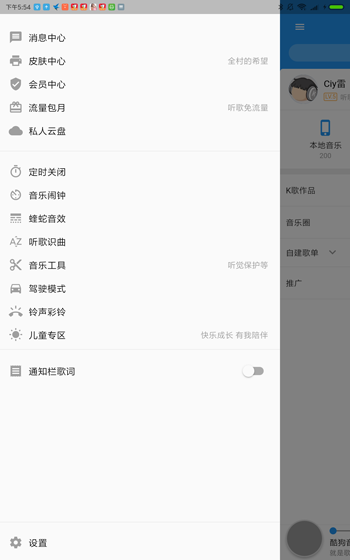 下午5:54
消息中心
皮肤中心 全村的希望
会员中心
流量包月 听歌免流量
私人云盘
定时关闭
音乐闹钟
蝰蛇音效
听歌识曲
音乐工具 听觉保护等
驾驶模式
铃声彩铃
儿童专区 快乐成长 有我陪伴
通知栏歌词
设置
Ciy雷
听
本地音乐
200
K歌作品
音乐圈
自建歌单
推广
酷狗音
就是歌